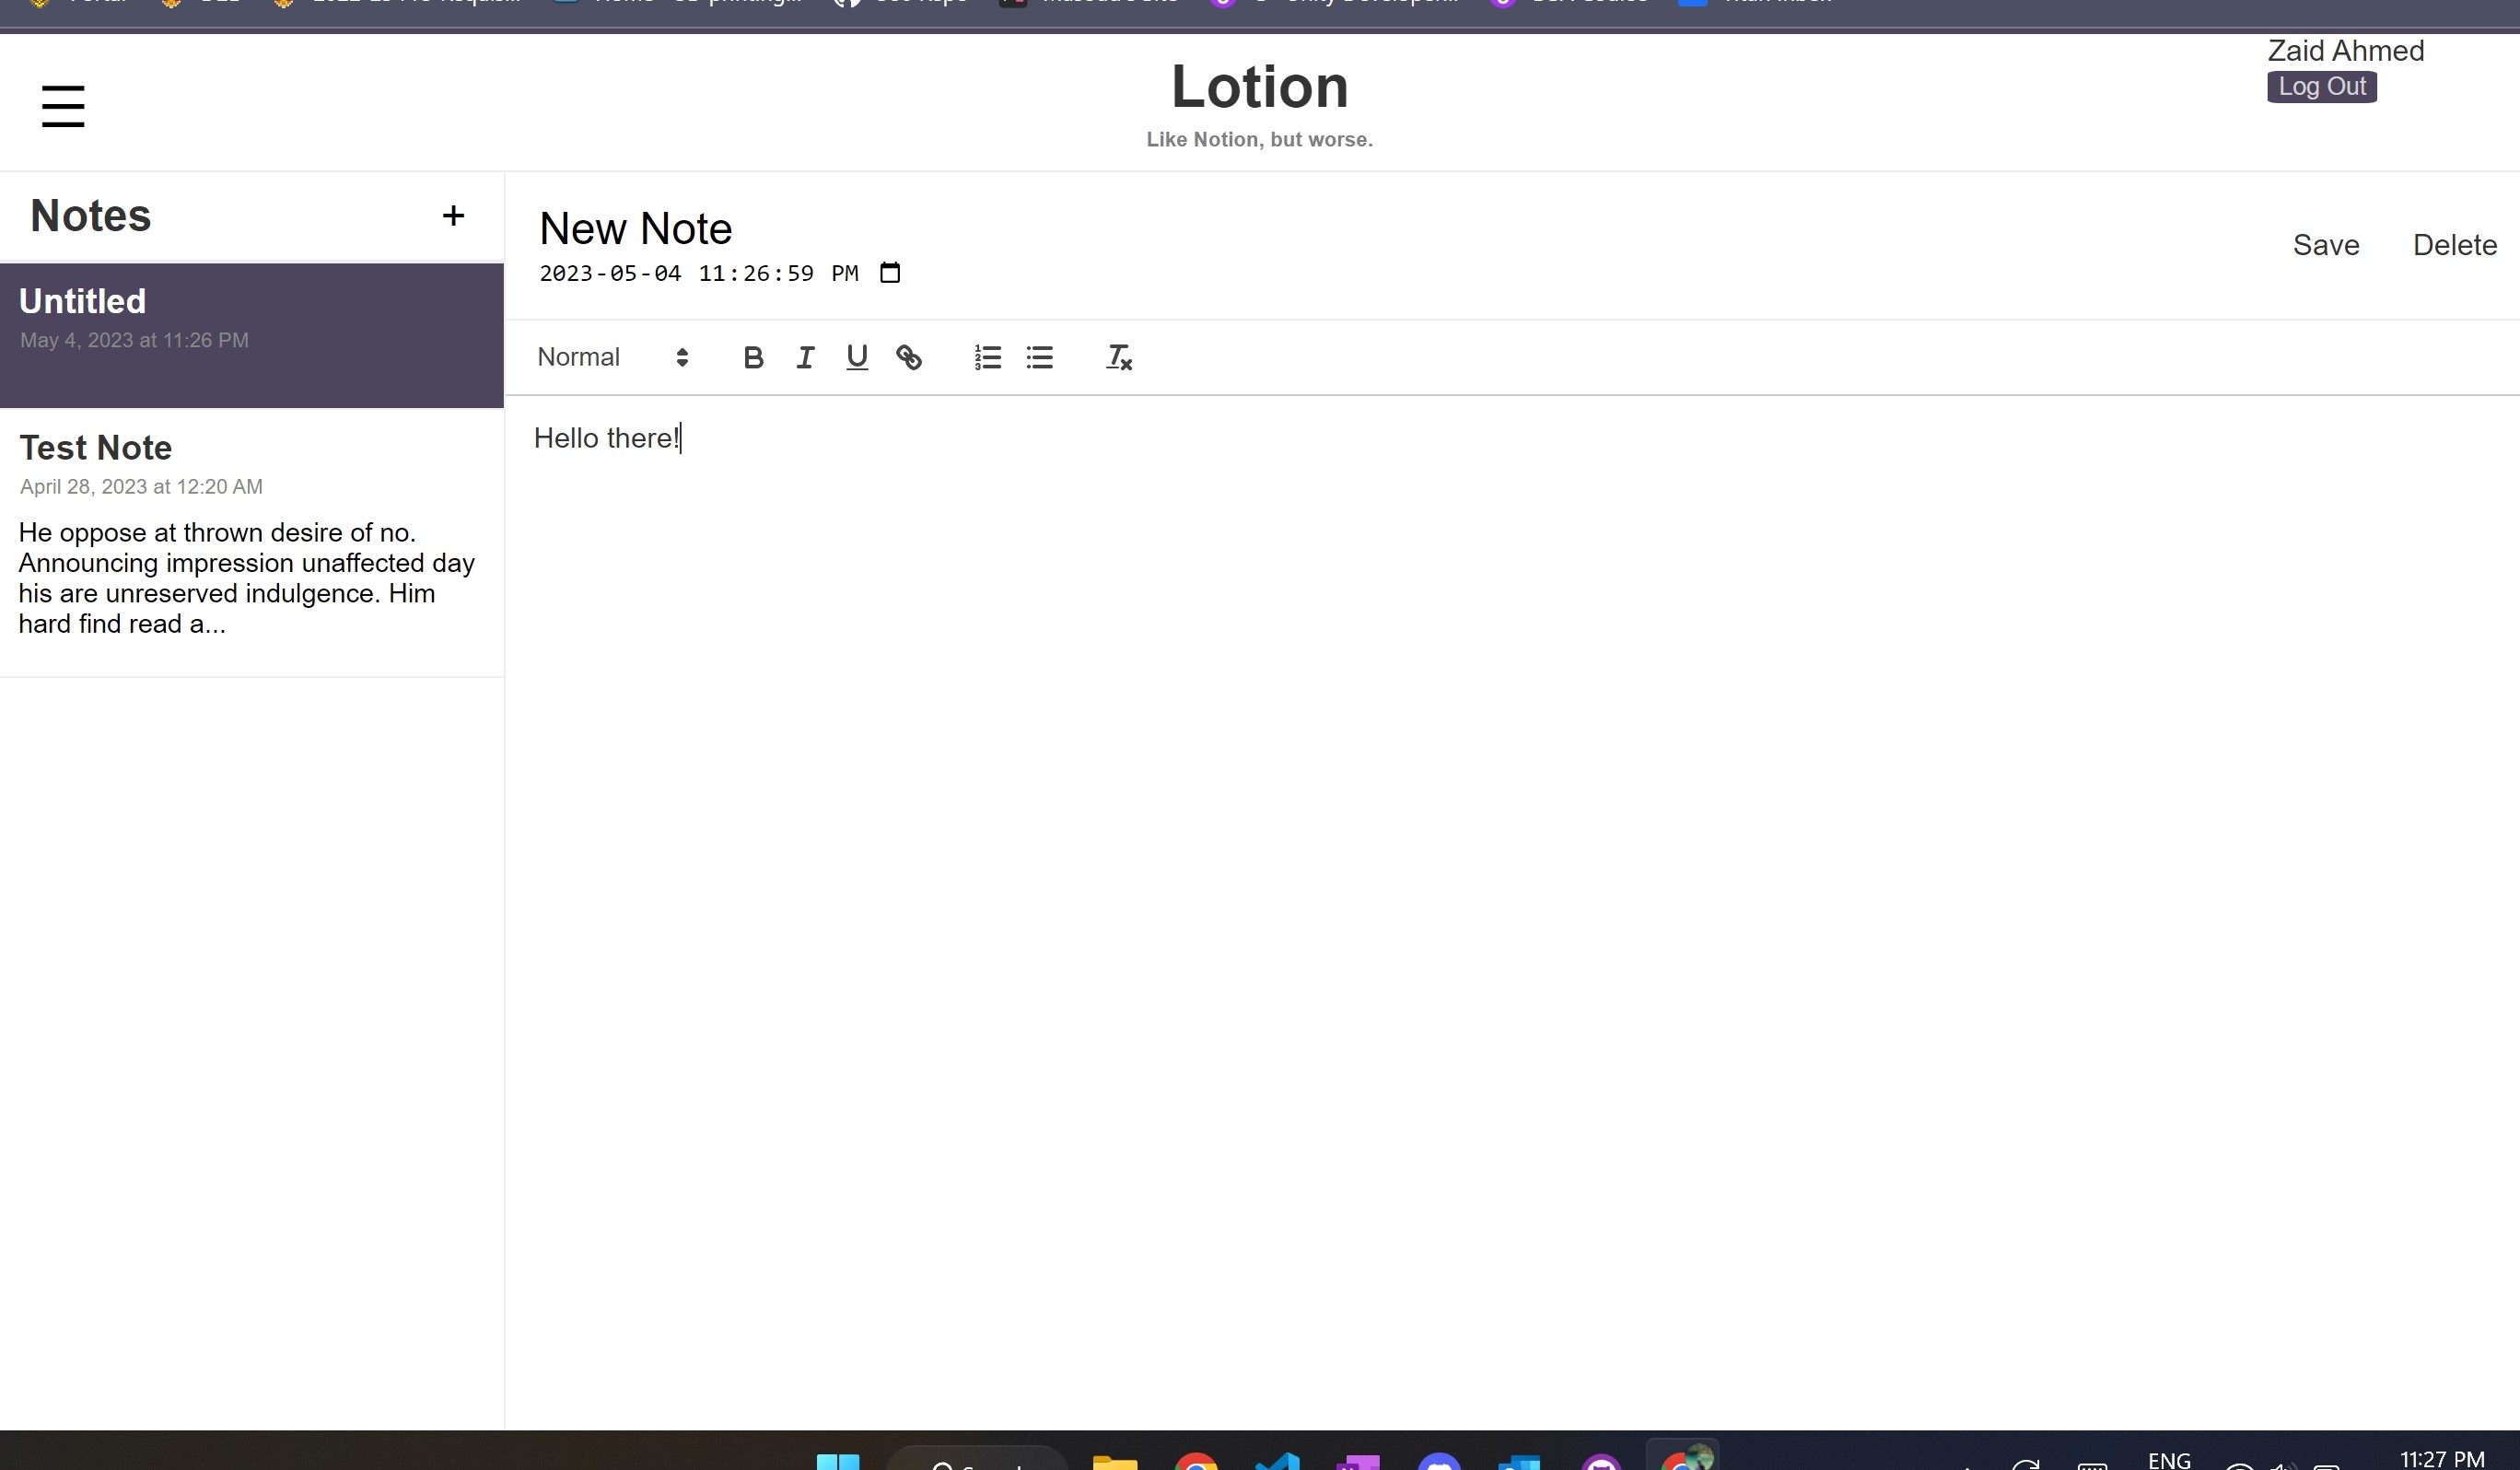 Lotion
Like Notion, but worse.
Zaid Ahmed
Log Out
Notes +
Untitled
May 4, 2023 at 11:26 PM
Test Note
April 28, 2023 at 12:20 AM
He oppose at thrown desire of no.
Announcing impression unaffected day
his are unreserved indulgence. Him
hard find read a...
New Note
2023-05-04 11:26:59 PM
Save Delete
Normal
Hello there!
ENG
11:27 PM